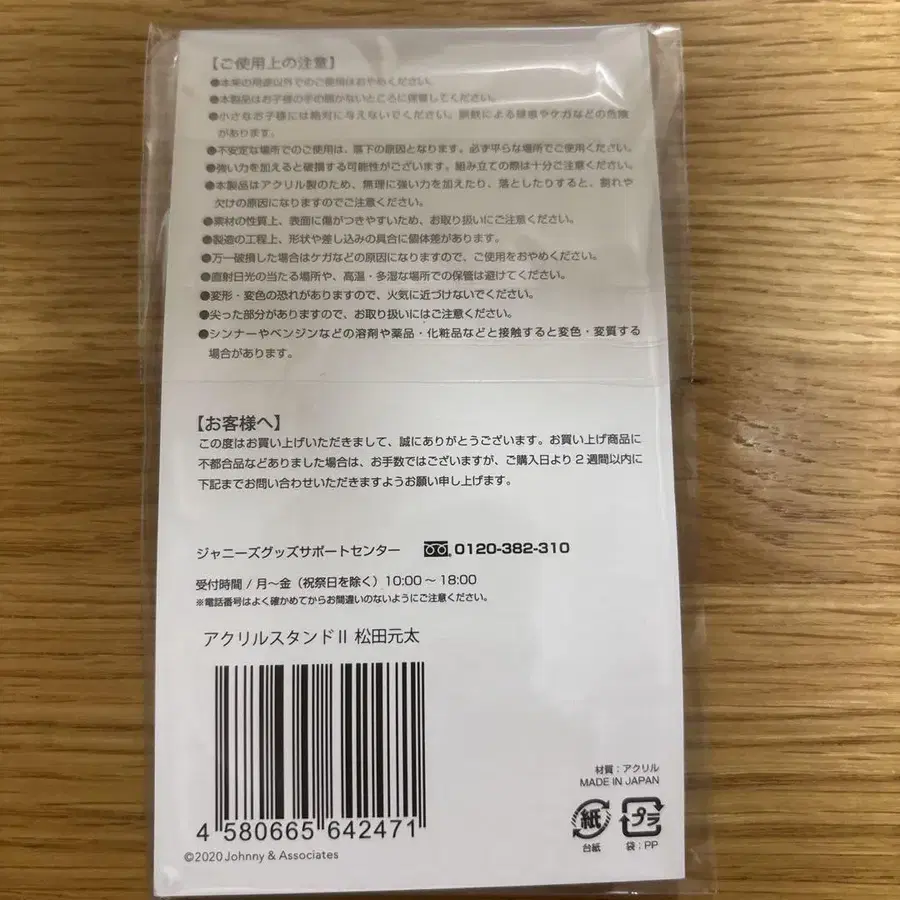 【ご使用上の注意】
●本来の用途以外でのご使用はおやめください。
●本製品はお子様の手の届かないところに保管してください。
●小さなお子様には絶対に与えないでください。誤飲による疑惑やケガなどの危険
があります。
●不安定な場所でのご使用は、落下の原因となります。必ず平らな場所でご使用ください。
●強い力を加えると破損する可能性がございます。組み立ての際は十分ご注意ください。
●本製品はアクリル製のため、無理に強い力を加えたり、落としたりすると、割れや
欠けの原因になりますのでご注意ください。
●素材の性質上、表面に傷がつきやすいため、お取り扱いにご注意ください。
●製造の工程上、形状や差し込みの具合に個体差があります。
●万一破損した場合はケガなどの原因になりますので、ご使用をおやめください。
●直射日光の当たる場所や、高温・多湿な場所での保管は避けてください。
●変形・変色の恐れがありますので、火気に近づけないでください。
●尖った部分がありますので、お取り扱いにはご注意ください。
●シンナーやベンジンなどの溶剤や薬品・化粧品などと接触すると変色・変質する
場合があります。
【お客様へ】
この度はお買い上げいただきまして、誠にありがとうございます。お買い上げ商品に
不都合品などありました場合は、お手数ではございますが、ご購入日より2週間以内に
下記までお問い合わせいただきますようお願い申し上げます。
ジャニーズグッズサポートセンター 0120-382-310
受付時間 / 月～金（祝祭日を除く）10:00～18:00
※電話番号はよく確かめてからお間違いのないようにご注意ください。
アクリルスタンドⅡ 松田元太
4 580665 642471
©2020 Johnny & Associates
材質：アクリル
MADE IN JAPAN
紙
台紙
プラ
袋：PP